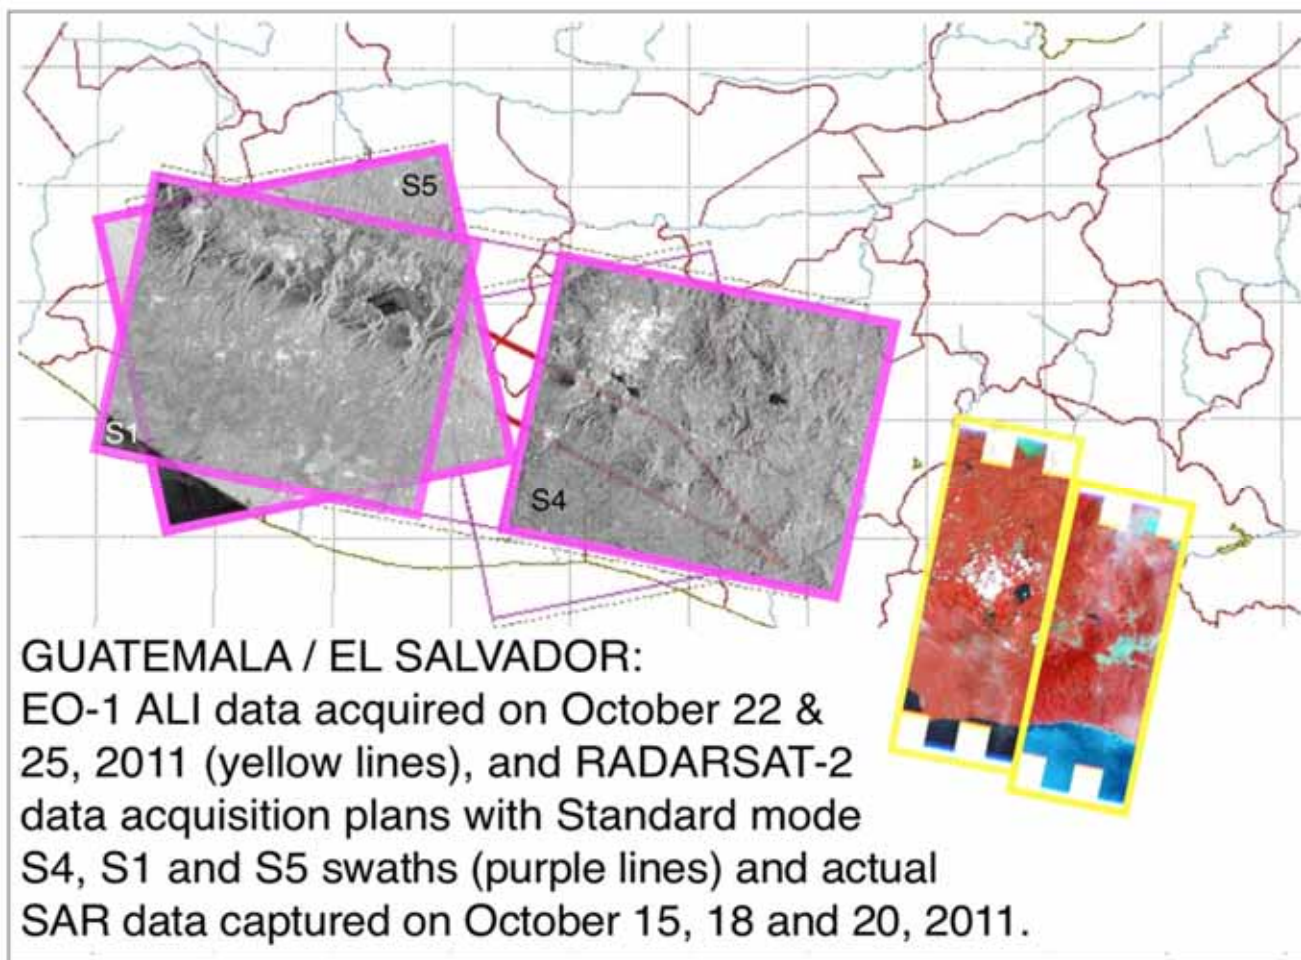 S5
S1
S4
GUATEMALA / EL SALVADOR:
EO-1 ALI data acquired on October 22 &
25, 2011 (yellow lines), and RADARSAT-2
data acquisition plans with Standard mode
S4, S1 and S5 swaths (purple lines) and actual
SAR data captured on October 15, 18 and 20, 2011.